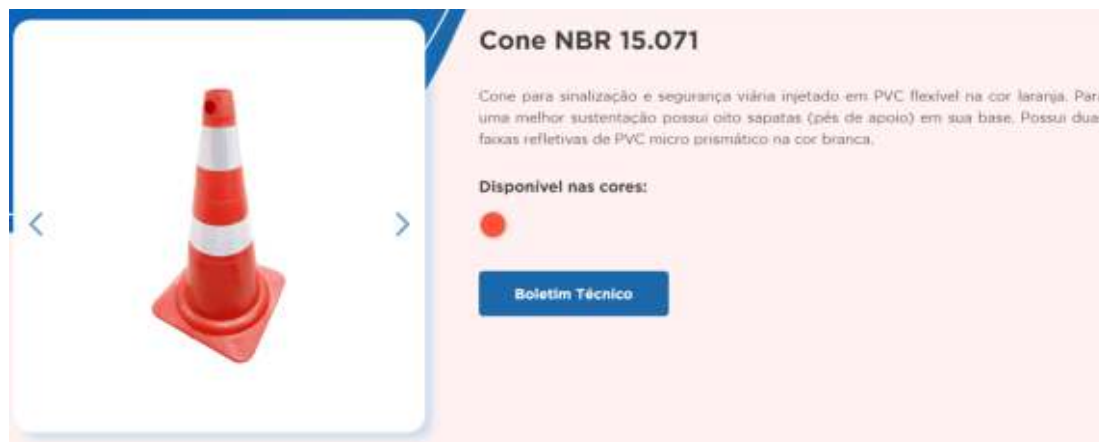 Cone NBR 15.071
Cone para sinalização e segurança viária injetado em PVC flexível na cor laranja. Par
uma melhor sustentação possui oito sapatas (pés de apoio) em sua base. Possui dua
faixas refletivas de PVC micro prismático na cor branca.
Disponível nas cores:
Boletim Técnico